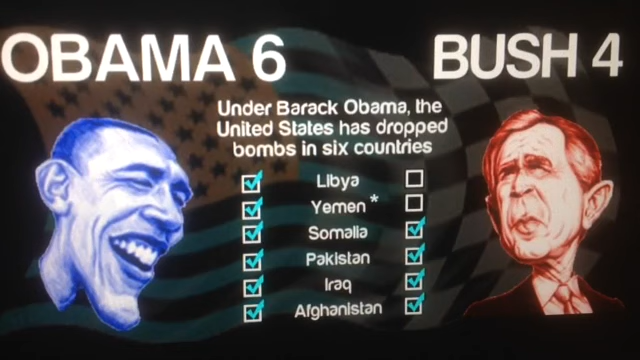 OBAMA 6
BUSH 4
Under Barack Obama, the
United States has dropped
bombs in six countries
Libya
Yemen *
Somalia
Pakistan
Iraq
Afghanistan